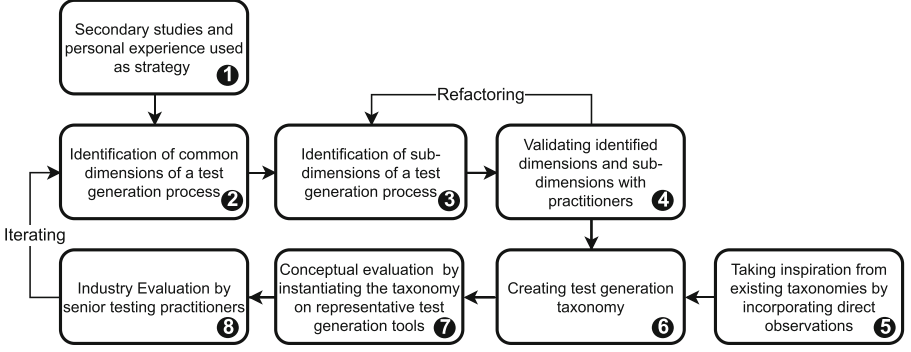 Secondary studies and
personal experience used
as strategy
1
Refactoring
Identification of common
dimensions of a test
generation process
2
Identification of sub-
dimensions of a test
generation process
3
Validating identified
dimensions and sub-
dimensions with
practitioners
4
Iterating
Industry Evaluation by
senior testing practitioners
8
Conceptual evaluation by
instantiating the taxonomy
on representative test
generation tools
7
Creating test generation
taxonomy
6
Taking inspiration from
existing taxonomies by
incorporating direct
observations
5